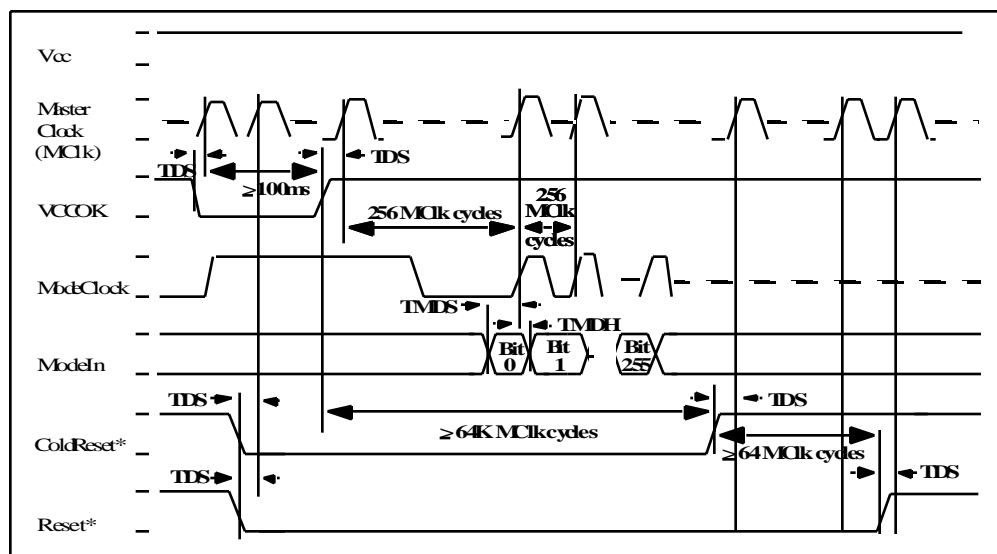 Vcc
Master
Clock
(MClk)
TDS
TDS
≥100ms
VCCOK
256 MClk cycles
256
MClk
cycles
ModeClock
TMDS
TMDH
ModeIn
Bit
0
Bit
1
Bit
255
TDS
TDS
ColdReset*
≥64K MClk cycles
≥64 MClk cycles
TDS
TDS
Reset*